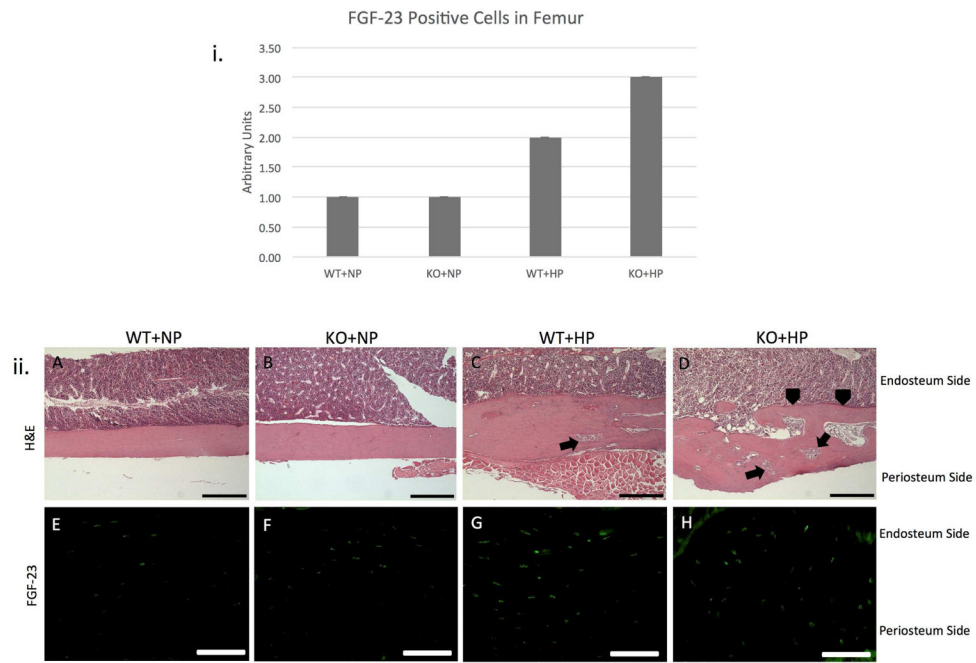 FGF-23 Positive Cells in Femur
i.
3.50
3.00
2.50
2.00
1.50
1.00
0.50
0.00
Arbitrary Units
WT+NP KO+NP WT+HP KO+HP
ii.
WT+NP KO+NP WT+HP KO+HP
H&E
A B C D
Endosteum Side
Periosteum Side
FGF-23
E F G H
Endosteum Side
Periosteum Side